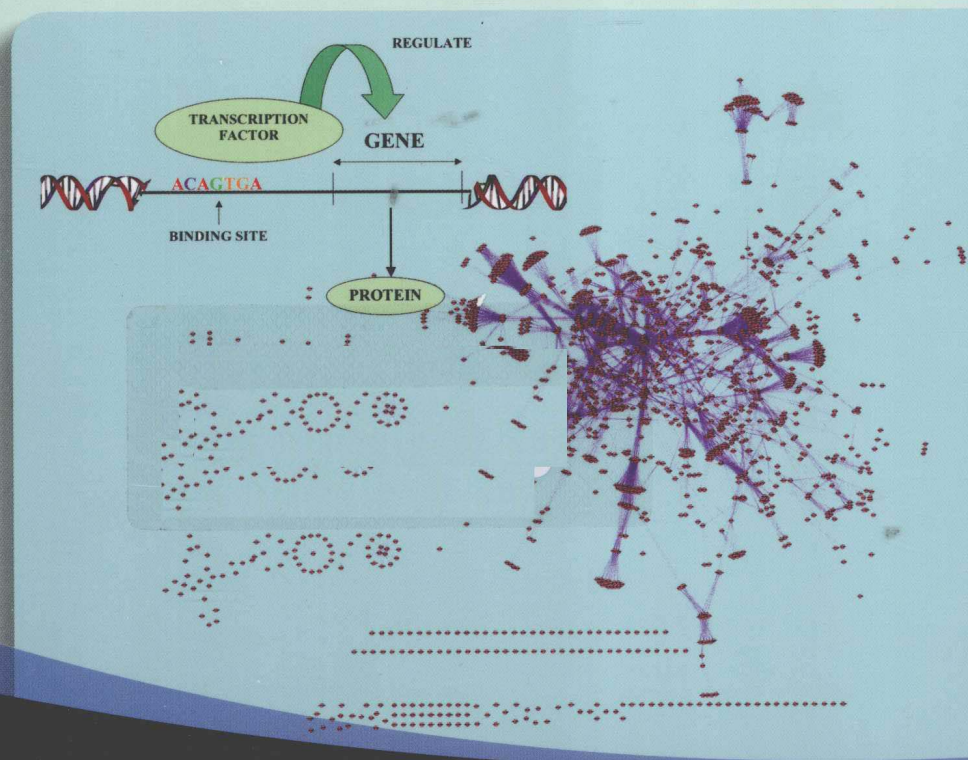 REGULATE
TRANSCRIPTION
FACTOR
GENE
ACAGTGA
BINDING SITE
PROTEIN